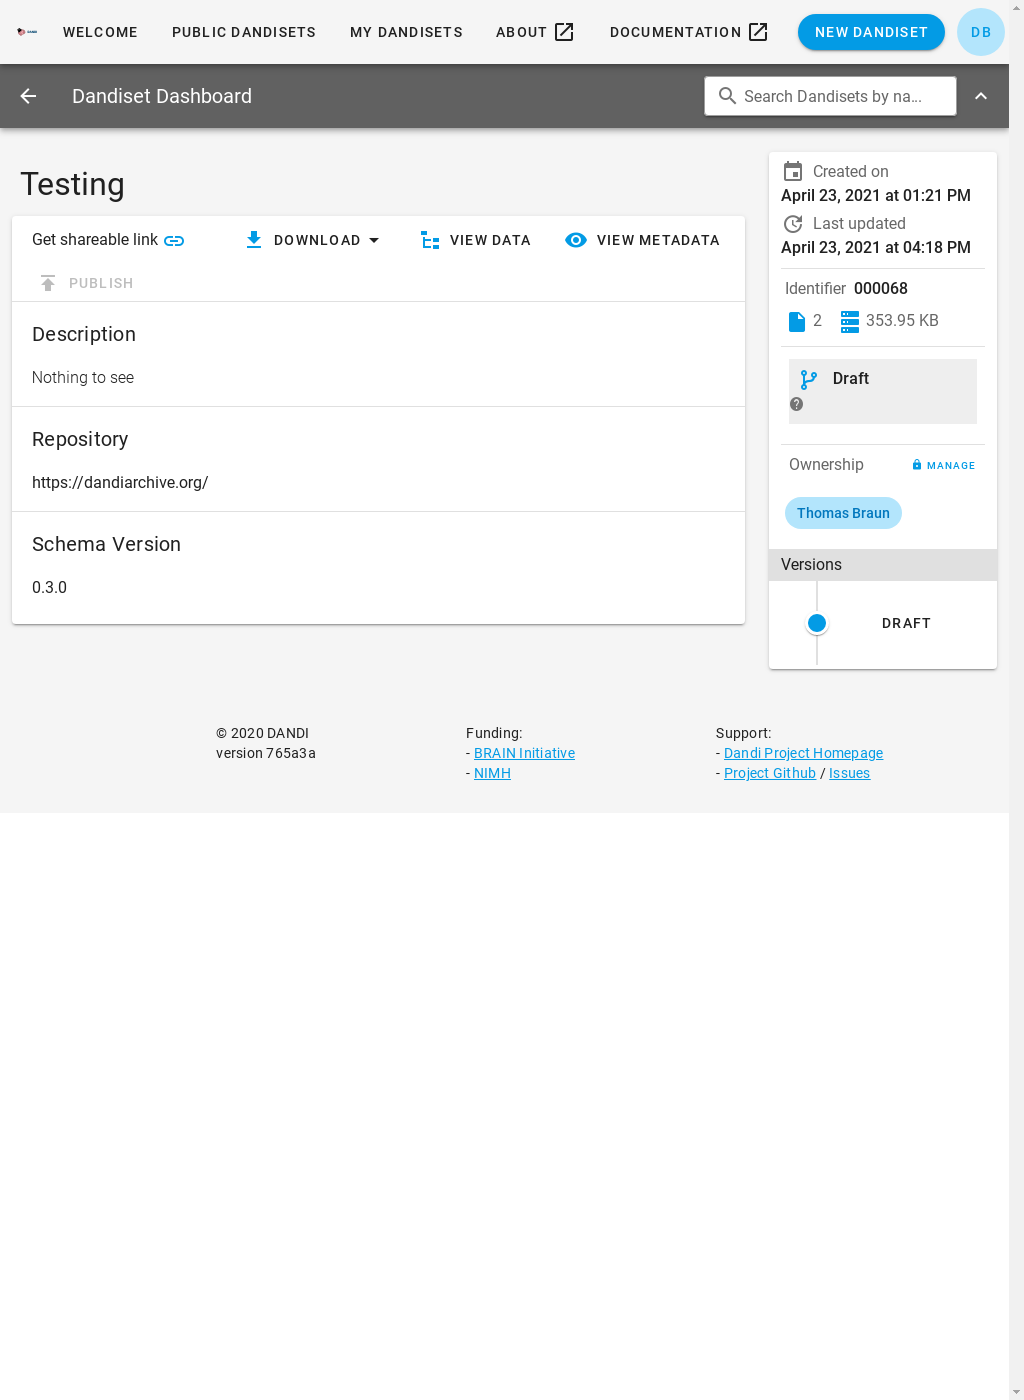 WELCOME PUBLIC DANDISETS MY DANDISETS ABOUT DOCUMENTATION NEW DANDISET DB
Dandiset Dashboard Search Dandisets by na...
Testing
Get shareable link DOWNLOAD VIEW DATA VIEW METADATA
PUBLISH
Description
Nothing to see
Repository
https://dandiarchive.org/
Schema Version
0.3.0
Created on
April 23, 2021 at 01:21 PM
Last updated
April 23, 2021 at 04:18 PM
Identifier 000068
2 353.95 KB
Draft
Ownership MANAGE
Thomas Braun
Versions
DRAFT
© 2020 DANDI
version 765a3a
Funding:
- BRAIN Initiative
- NIMH
Support:
- Dandi Project Homepage
- Project Github / Issues